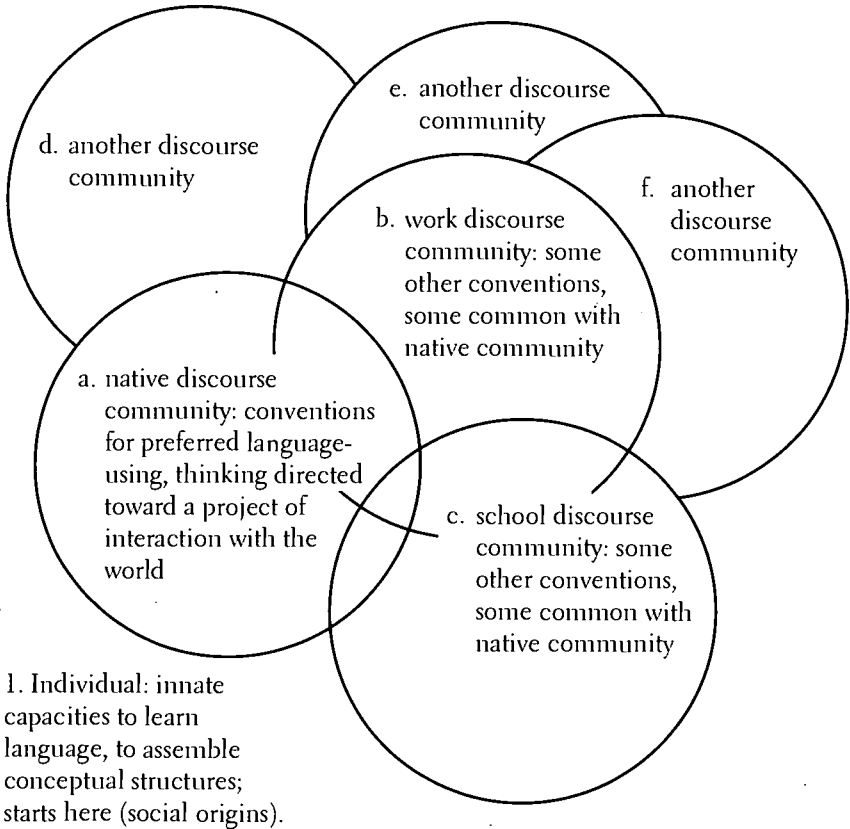 d. another discourse
community
e. another discourse
community
f. another
discourse
community
b. work discourse
community: some
other conventions,
some common with
native community
a. native discourse
community: conventions
for preferred language-
using, thinking directed
toward a project of
interaction with the
world
c. school discourse
community: some
other conventions,
some common with
native community
1. Individual: innate
capacities to learn
language, to assemble
conceptual structures;
starts here (social origins).